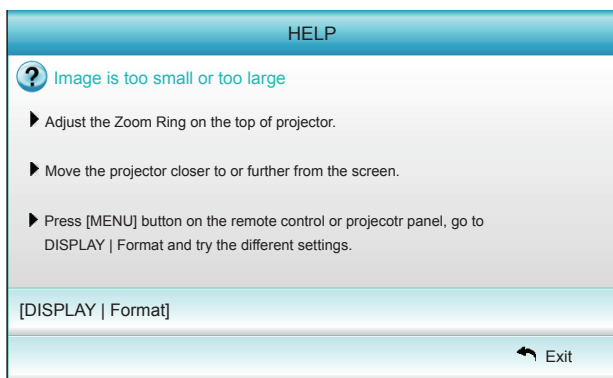 HELP
Image is too small or too large
Adjust the Zoom Ring on the top of projector.
Move the projector closer to or further from the screen.
Press [MENU] button on the remote control or projecotr panel, go to
DISPLAY | Format and try the different settings.
[DISPLAY | Format]
Exit